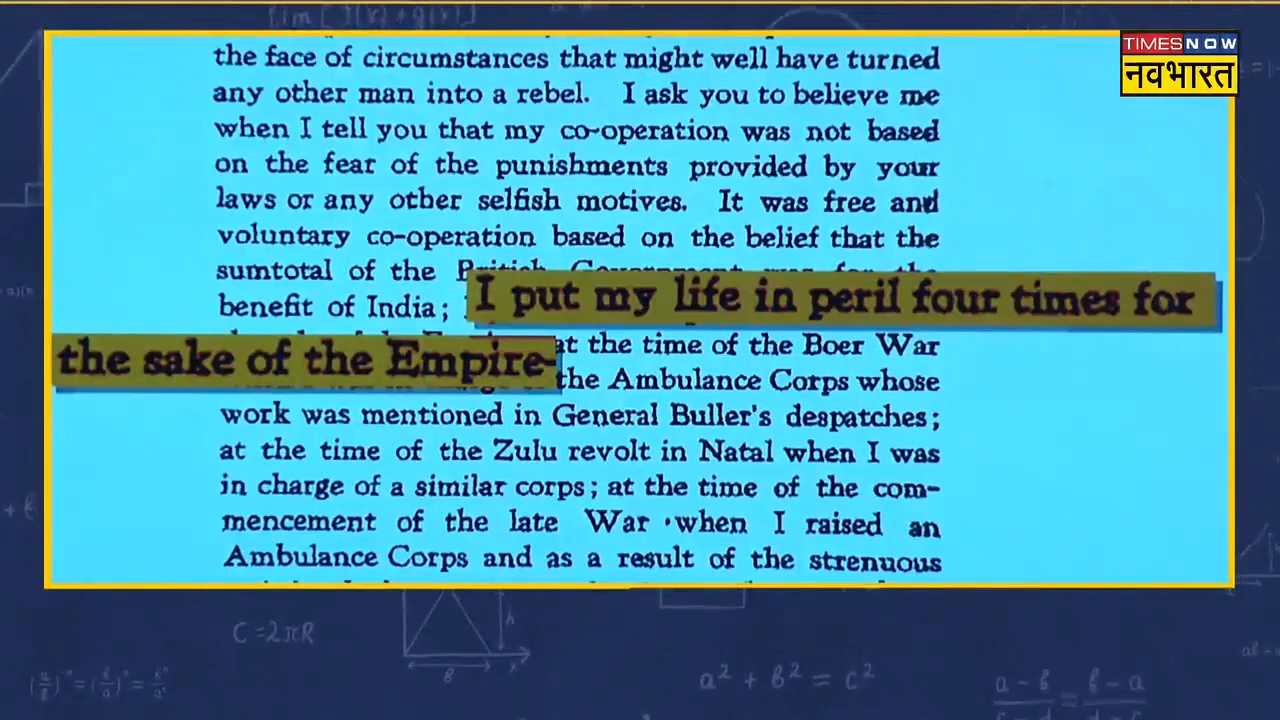 TIMES NOW
नवभारत
the face of circumstances that might well have turned
any other man into a rebel. I ask you to believe me
when I tell you that my co-operation was not based
on the fear of the punishments provided by your
laws or any other selfish motives. It was free and
voluntary co-operation based on the belief that the
sumtotal of the British Government was for the
benefit of India;
I put my life in peril four times for
the sake of the Empire-
at the time of the Boer War
the Ambulance Corps whose
work was mentioned in General Buller's despatches;
at the time of the Zulu revolt in Natal when I was
in charge of a similar corps; at the time of the com-
mencement of the late War when I raised an
Ambulance Corps and as a result of the strenuous
C=2πR
h
b
x
a² + b² = c²
a - b = b - a